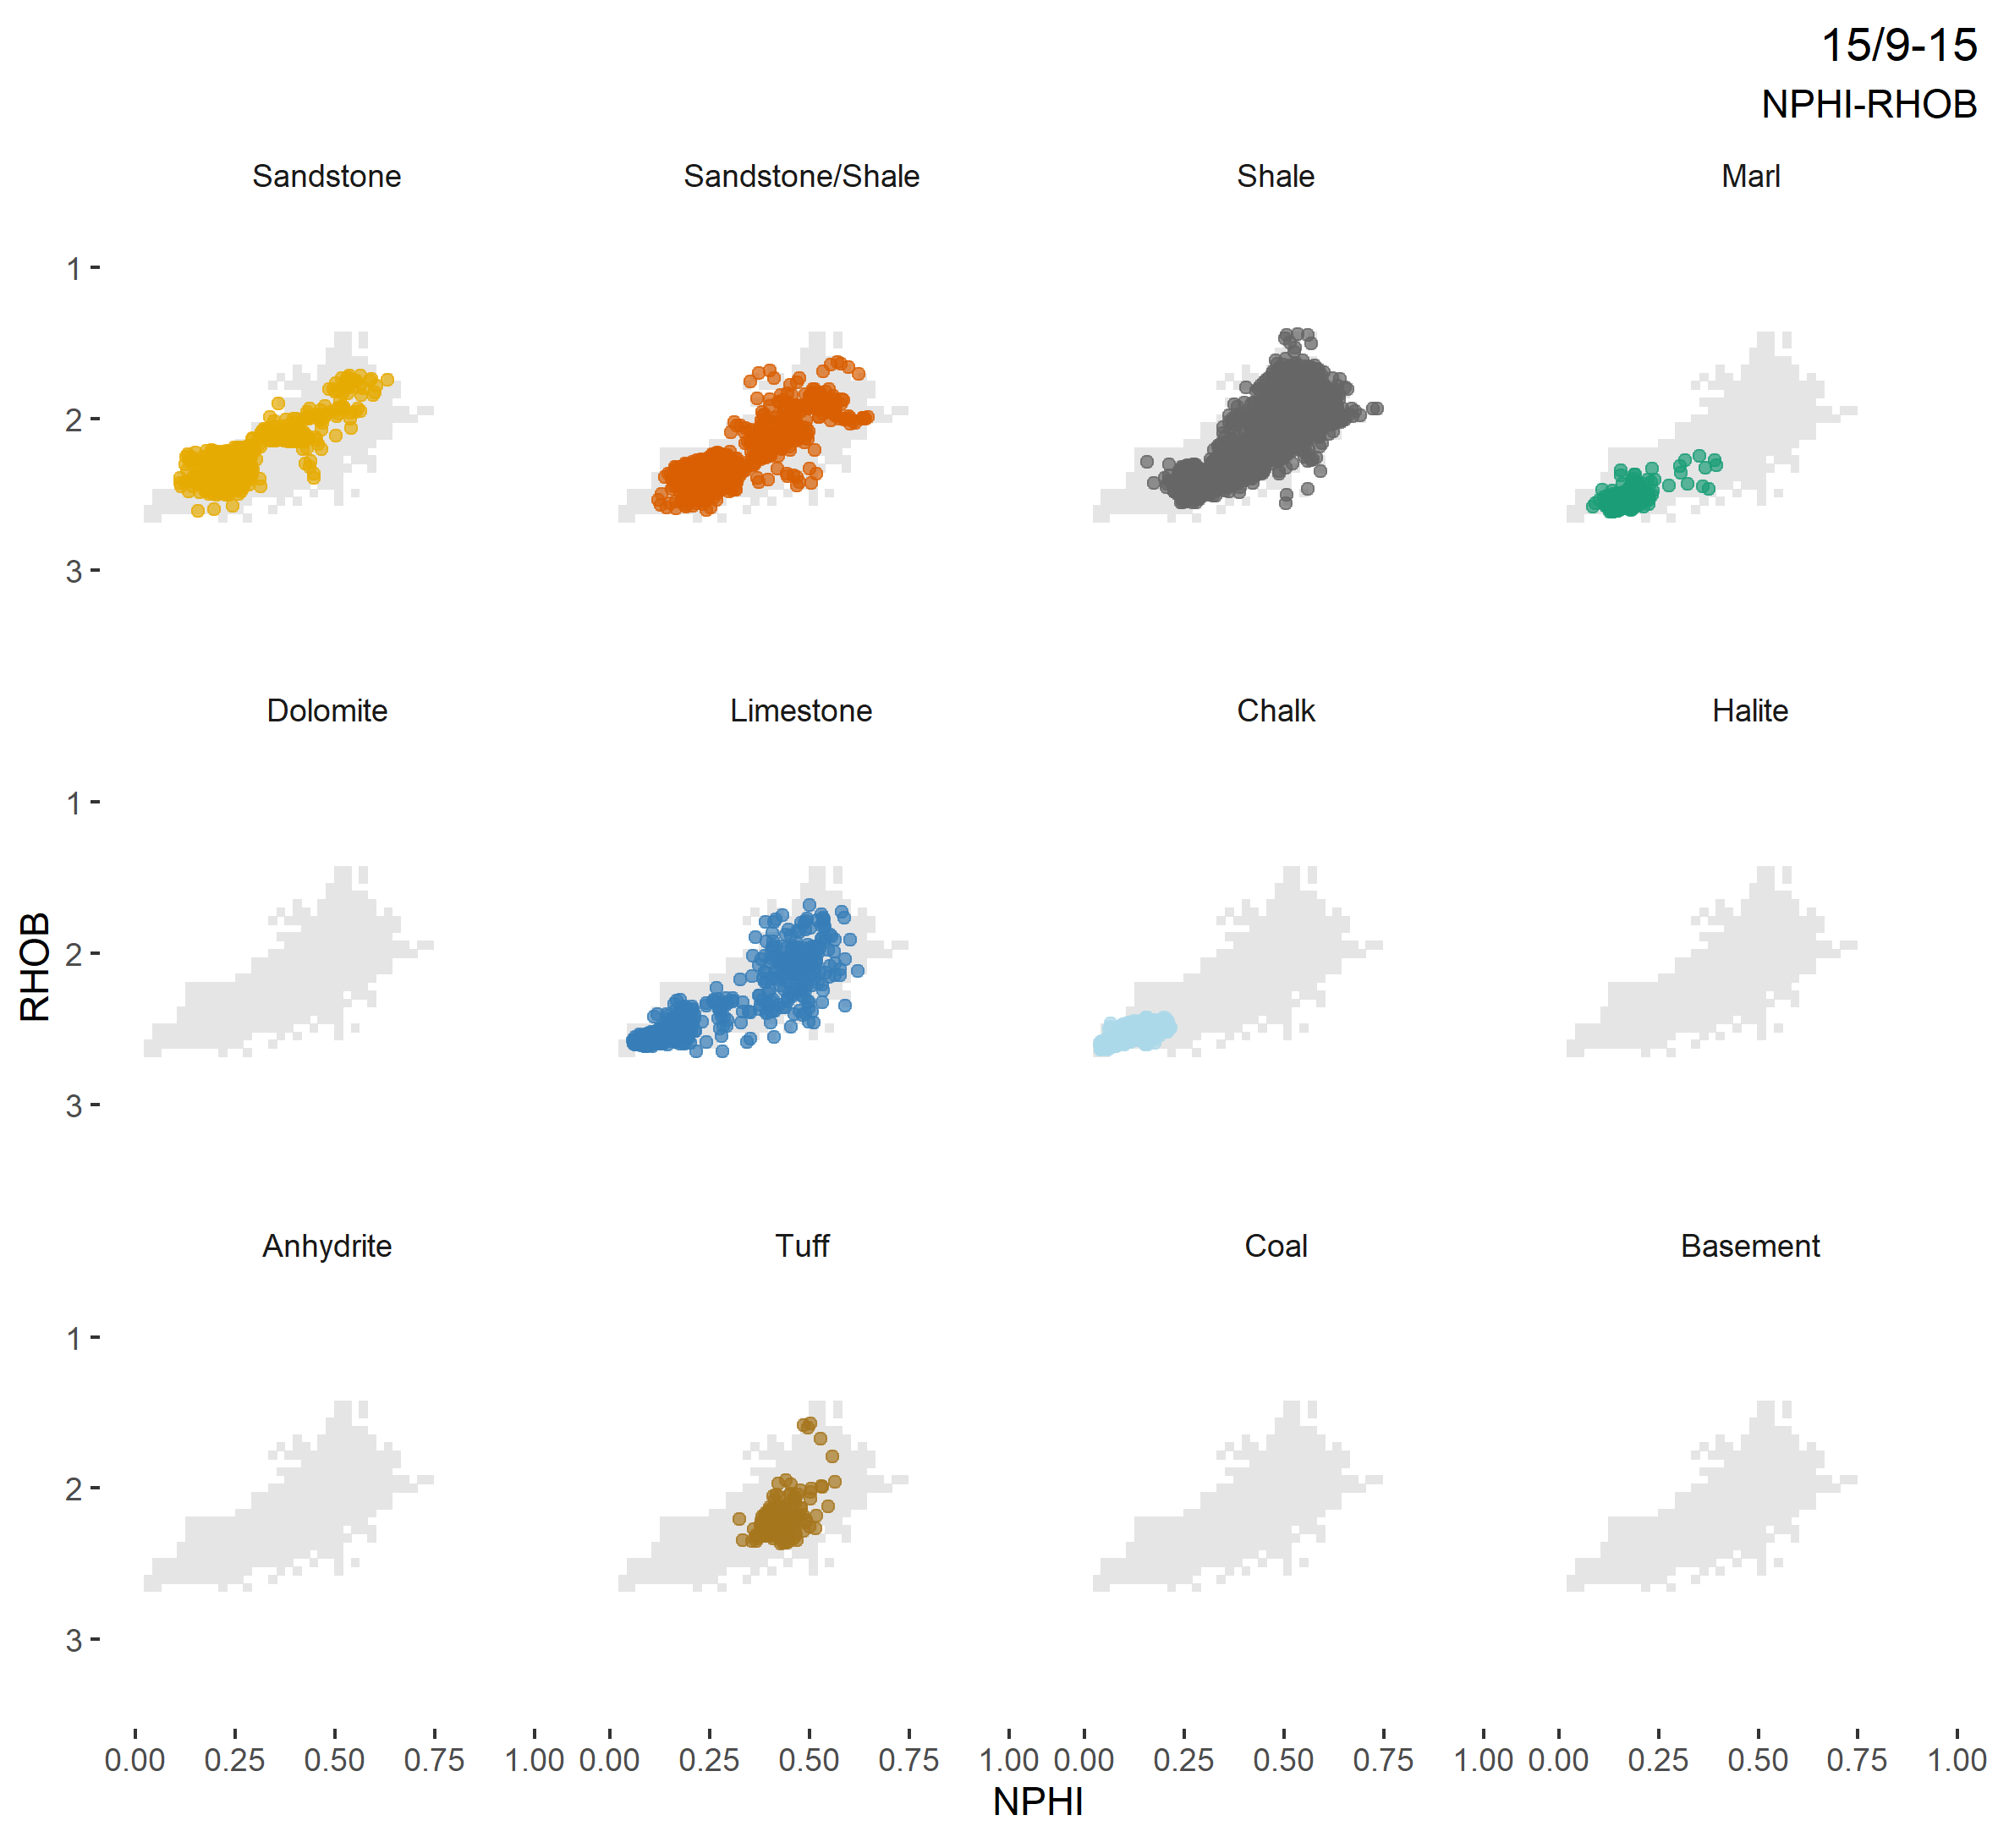 15/9-15
NPHI-RHOB
Sandstone Sandstone/Shale Shale Marl
1
2
3
Dolomite Limestone Chalk Halite
1
2
3
RHOB
Anhydrite Tuff Coal Basement
1
2
3
0.00 0.25 0.50 0.75 1.00 0.00 0.25 0.50 0.75 1.00 0.00 0.25 0.50 0.75 1.00 0.00 0.25 0.50 0.75 1.00
NPHI